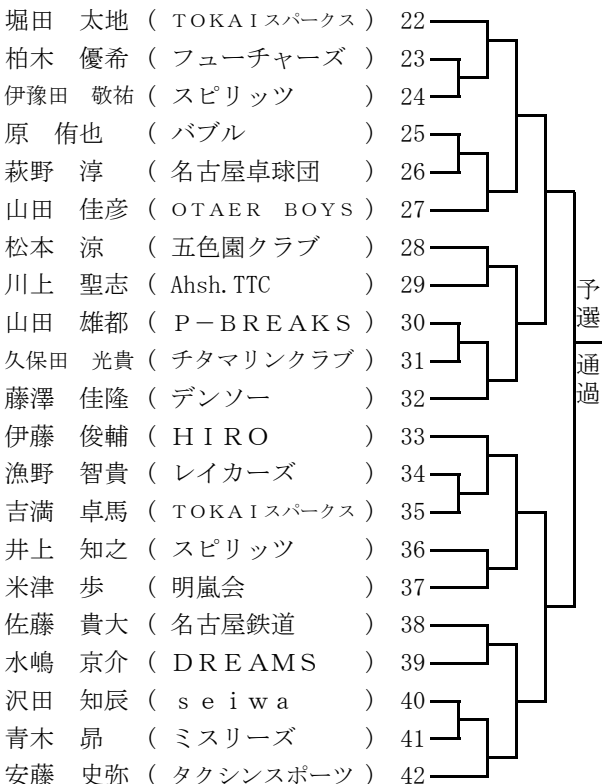 堀田　太地 ( ＴＯＫＡＩスパークス ) 22
柏木　優希 ( フューチャーズ ) 23
伊豫田　敬祐 ( スピリッツ ) 24
原　侑也 ( バブル ) 25
萩野　淳 ( 名古屋卓球団 ) 26
山田　佳彦 ( ＯＴＡＥＲ　ＢＯＹＳ ) 27
松本　涼 ( 五色園クラブ ) 28
川上　聖志 ( Ahsh.TTC ) 29
山田　雄都 ( Ｐ－ＢＲＥＡＫＳ ) 30
久保田　光貴 ( チタマリンクラブ ) 31
藤澤　佳隆 ( デンソー ) 32
伊藤　俊輔 ( ＨＩＲＯ ) 33
漁野　智貴 ( レイカーズ ) 34
吉満　卓馬 ( ＴＯＫＡＩスパークス ) 35
井上　知之 ( スピリッツ ) 36
米津　歩 ( 明嵐会 ) 37
佐藤　貴大 ( 名古屋鉄道 ) 38
水嶋　京介 ( ＤＲＥＡＭＳ ) 39
沢田　知辰 ( ｓｅｉｗａ ) 40
青木　昴 ( ミスリーズ ) 41
安藤　史弥 ( タクシンスポーツ ) 42
予選通過